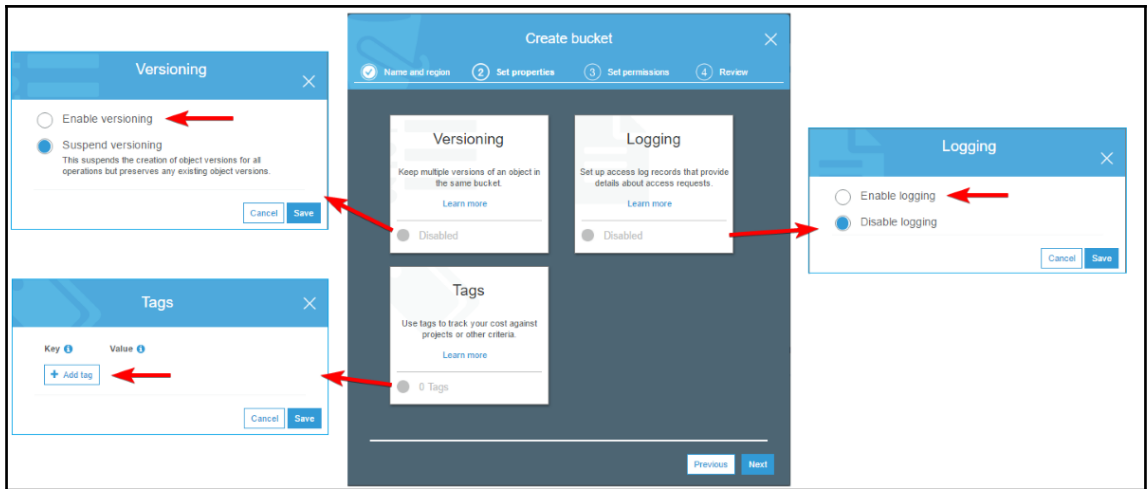 Versioning
Enable versioning
Suspend versioning
This suspends the creation of object versions for all
operations but preserves any existing object versions.
Cancel Save
Tags
Key Value
+ Add tag
Cancel Save
Create bucket
Name and region 2 Set properties 3 Set permissions 4 Review
Versioning
Keep multiple versions of an object in
the same bucket.
Learn more
Disabled
Logging
Set up access log records that provide
details about access requests.
Learn more
Disabled
Tags
Use tags to track your cost against
projects or other criteria.
Learn more
0 Tags
Previous Next
Logging
Enable logging
Disable logging
Cancel Save